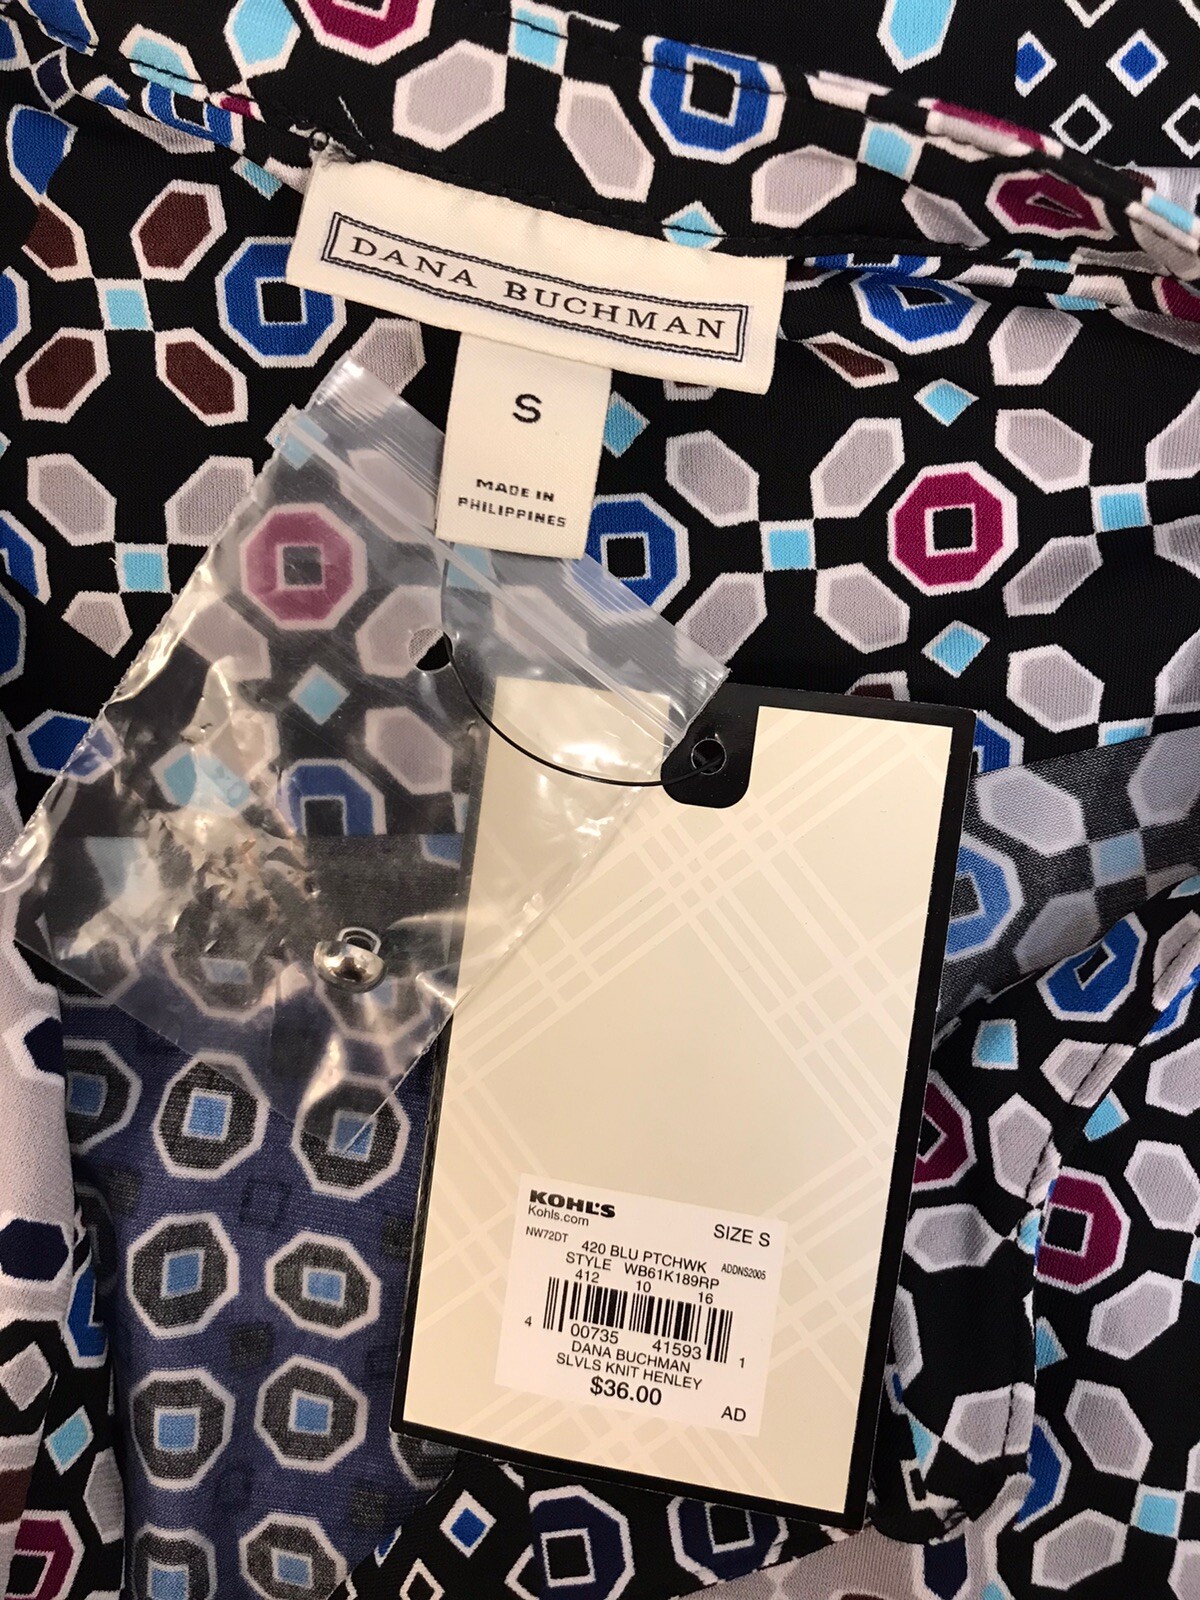 DANA BUCHMAN
S
MADE IN
PHILIPPINES
KOHL'S
Kohls.com
SIZE S
NW72DT 420 BLU PTCHWK ADDNS2005
STYLE WB61K189RP
412 10 16
4 00735 41593 1
DANA BUCHMAN
SLVLS KNIT HENLEY
$36.00
AD